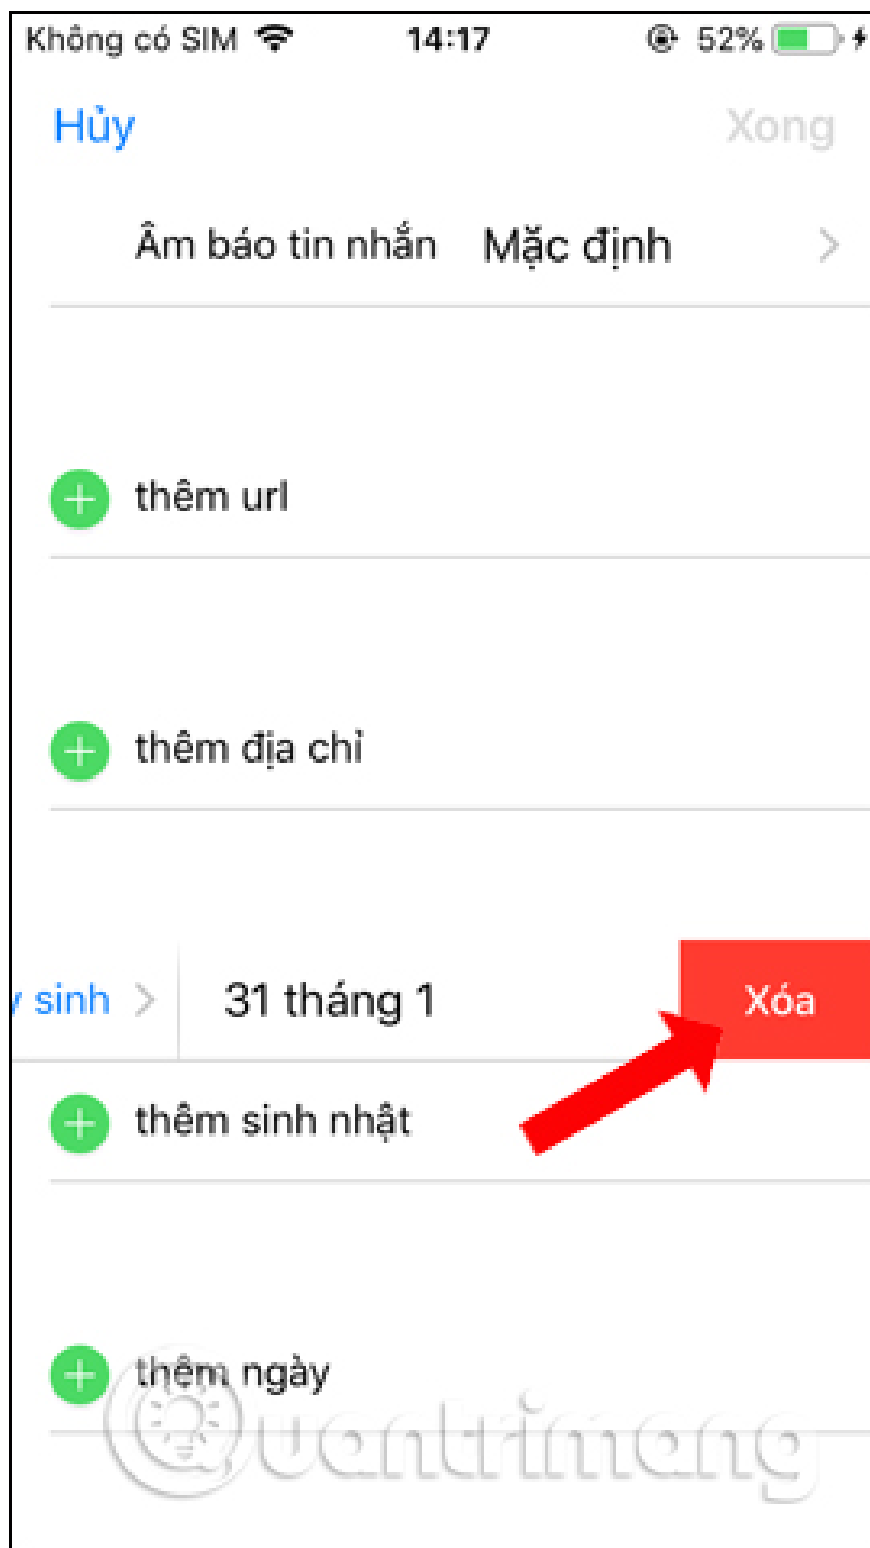 Không có SIM 14:17 52%
Hủy Xong
Âm báo tin nhắn Mặc định
thêm url
thêm địa chỉ
sinh 31 tháng 1 Xóa
thêm sinh nhật
thêm ngày
Quantrimang